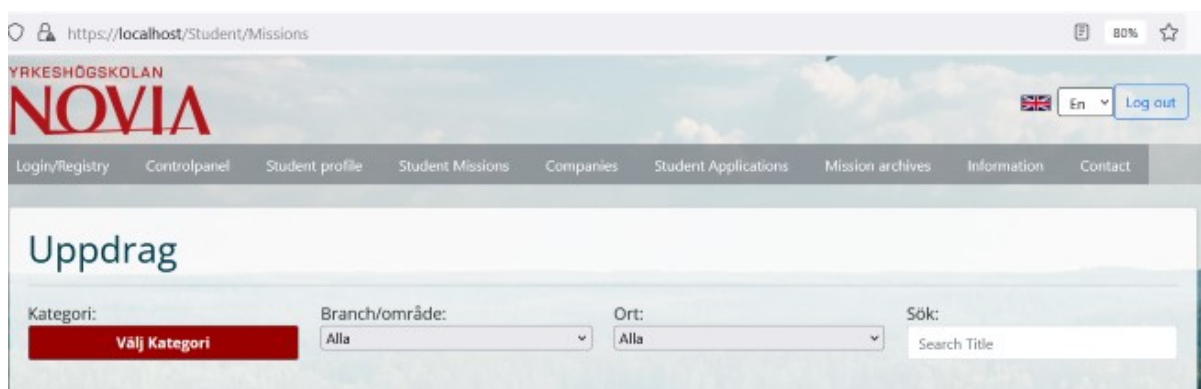 https://localhost/Student/Missions 80%
YRKESHÖGSKOLAN
NOVIA
En Log out
Login/Registry Controlpanel Student profile Student Missions Companies Student Applications Mission archives Information Contact
Uppdrag
Kategori: Branch/område: Ort: Sök:
Välj Kategori Alla Alla Search Title